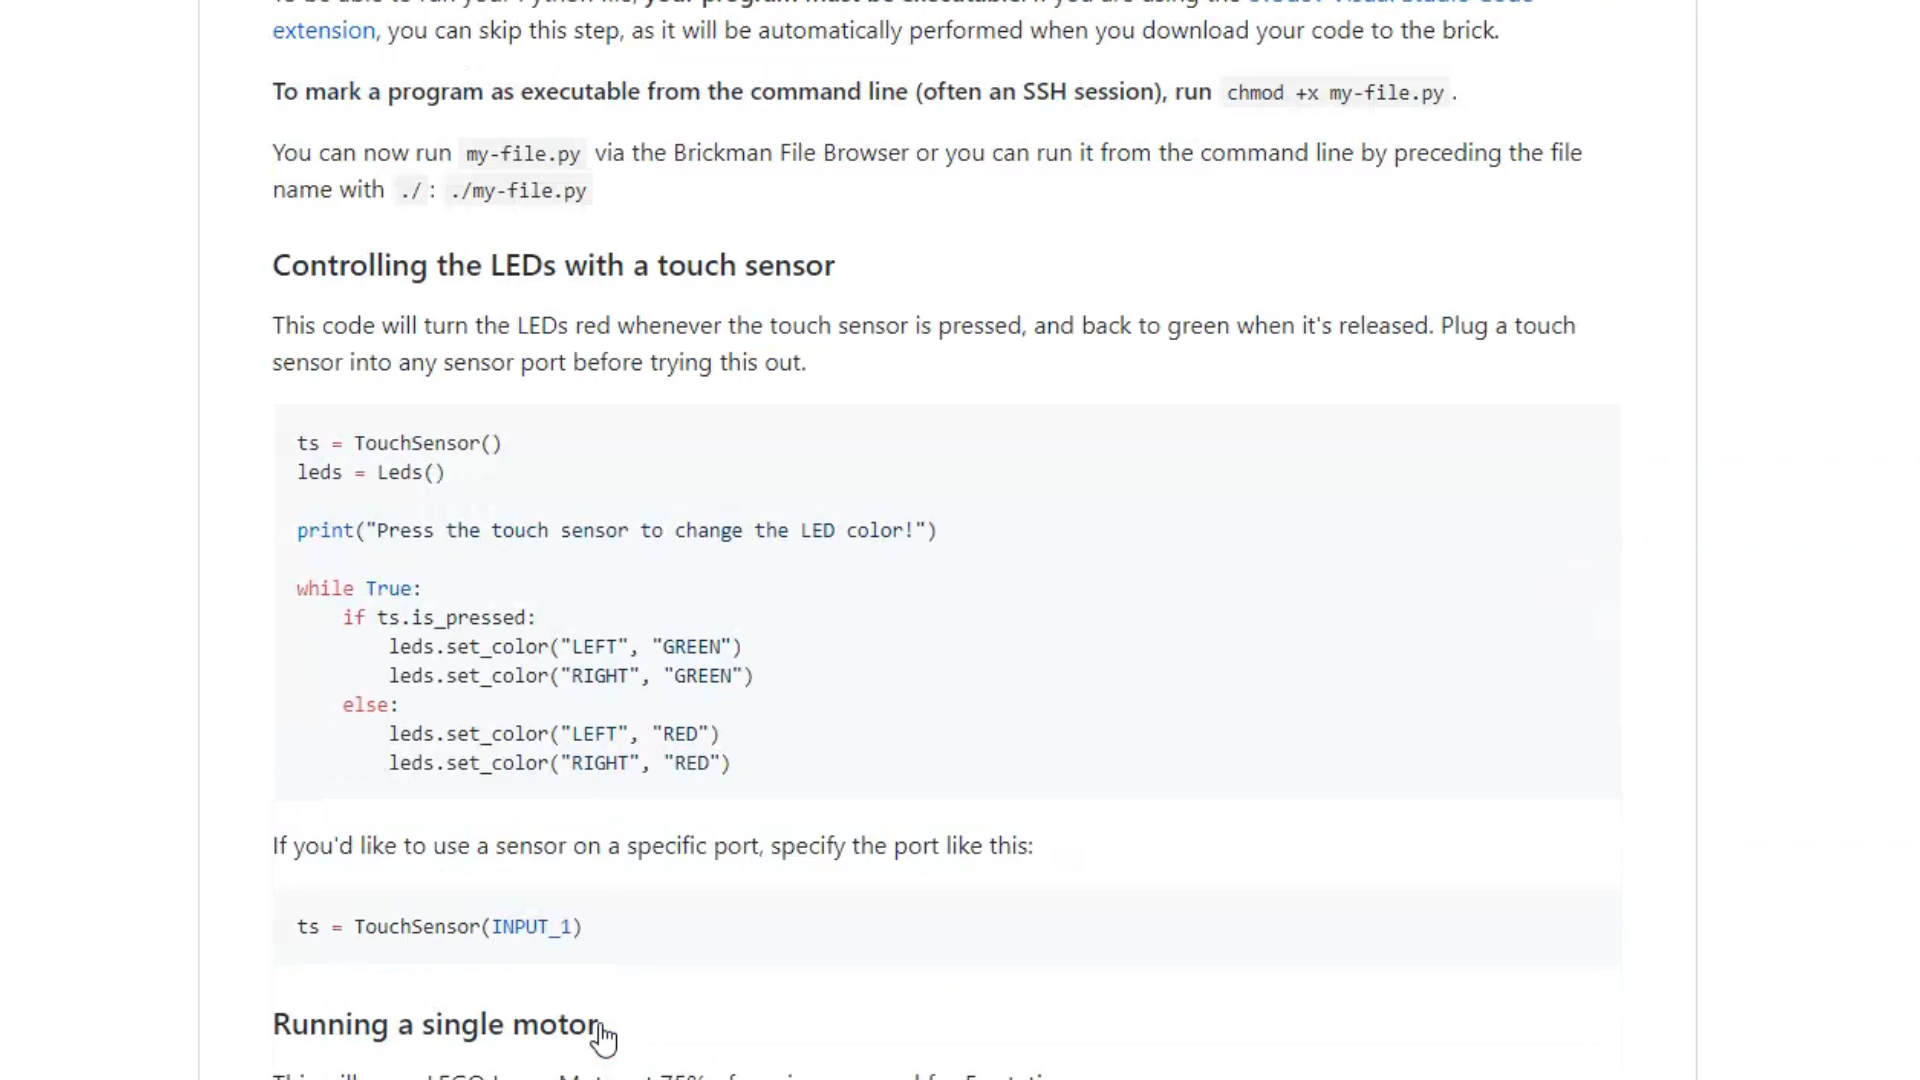 extension, you can skip this step, as it will be automatically performed when you download your code to the brick.
To mark a program as executable from the command line (often an SSH session), run chmod +x my-file.py.
You can now run my-file.py via the Brickman File Browser or you can run it from the command line by preceding the file
name with ./: ./my-file.py
Controlling the LEDs with a touch sensor
This code will turn the LEDs red whenever the touch sensor is pressed, and back to green when it's released. Plug a touch
sensor into any sensor port before trying this out.
ts = TouchSensor()
leds = Leds()
print("Press the touch sensor to change the LED color!")
while True:
    if ts.is_pressed:
        leds.set_color("LEFT", "GREEN")
        leds.set_color("RIGHT", "GREEN")
    else:
        leds.set_color("LEFT", "RED")
        leds.set_color("RIGHT", "RED")
If you'd like to use a sensor on a specific port, specify the port like this:
ts = TouchSensor(INPUT_1)
Running a single motor